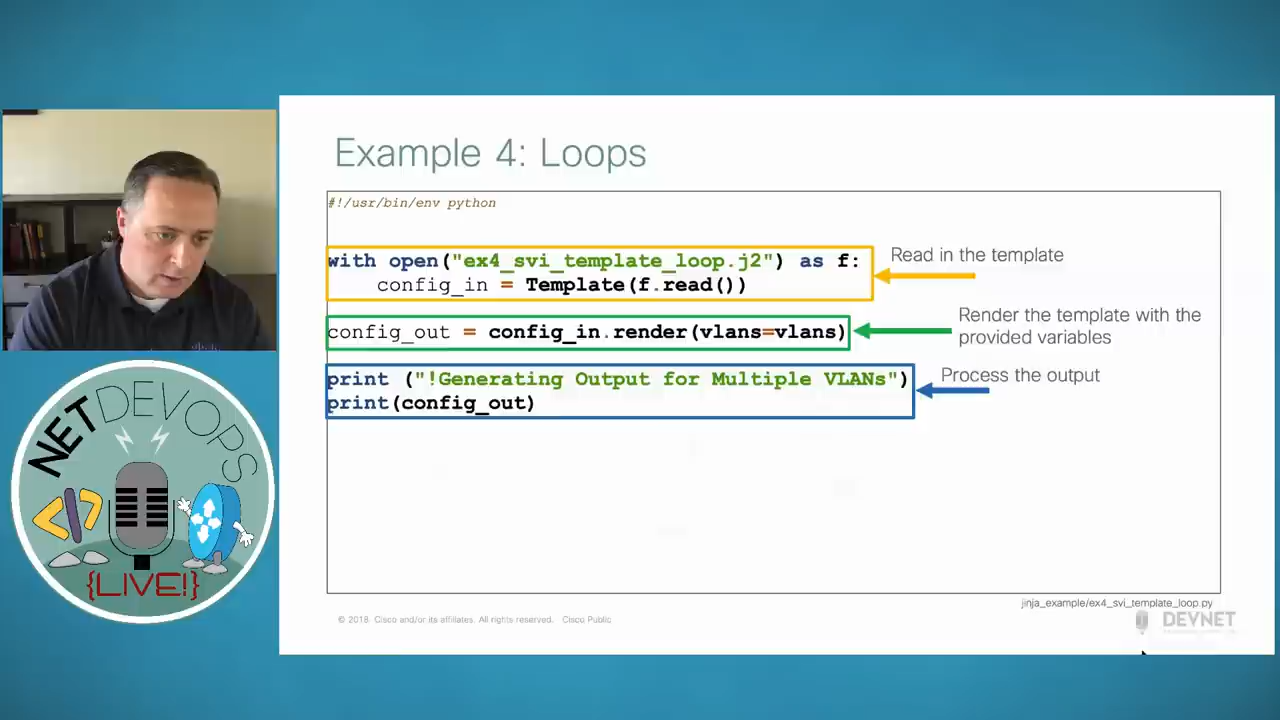 Example 4: Loops
#!/usr/bin/env python
with open("ex4_svi_template_loop.j2") as f:
config_in = Template(f.read())
Read in the template
config_out = config_in.render(vlans=vlans)
Render the template with the
provided variables
print ("!Generating Output for Multiple VLANs")
print(config_out)
Process the output
NETDEVOPS
{LIVE!}
jinja_example/ex4_svi_template_loop.py
© 2018 Cisco and/or its affiliates. All rights reserved. Cisco Public
DEVNET